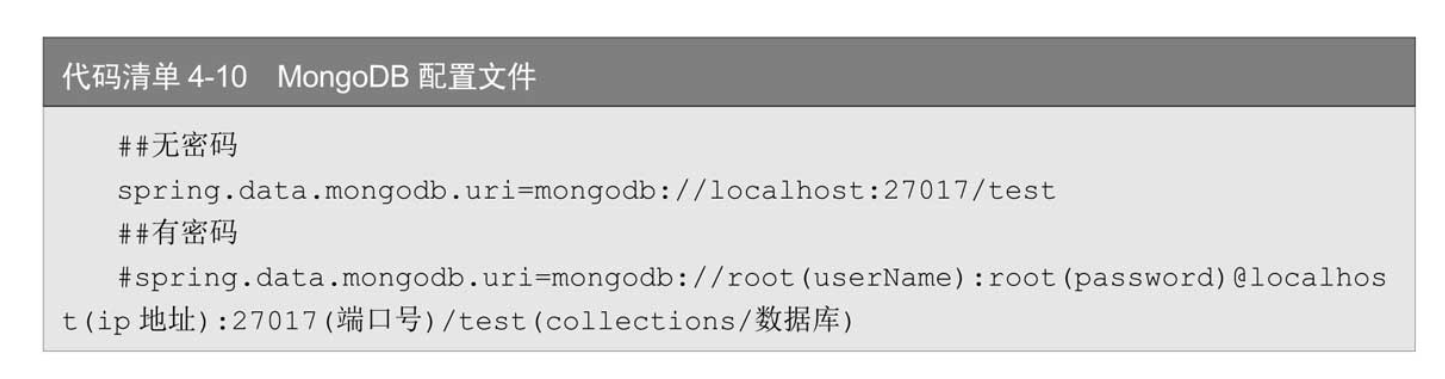 代码清单 4-10 MongoDB 配置文件
##无密码
spring.data.mongodb.uri=mongodb://localhost:27017/test
##有密码
#spring.data.mongodb.uri=mongodb://root(userName):root(password)@localhos
t(ip 地址):27017(端口号)/test(collections/数据库)